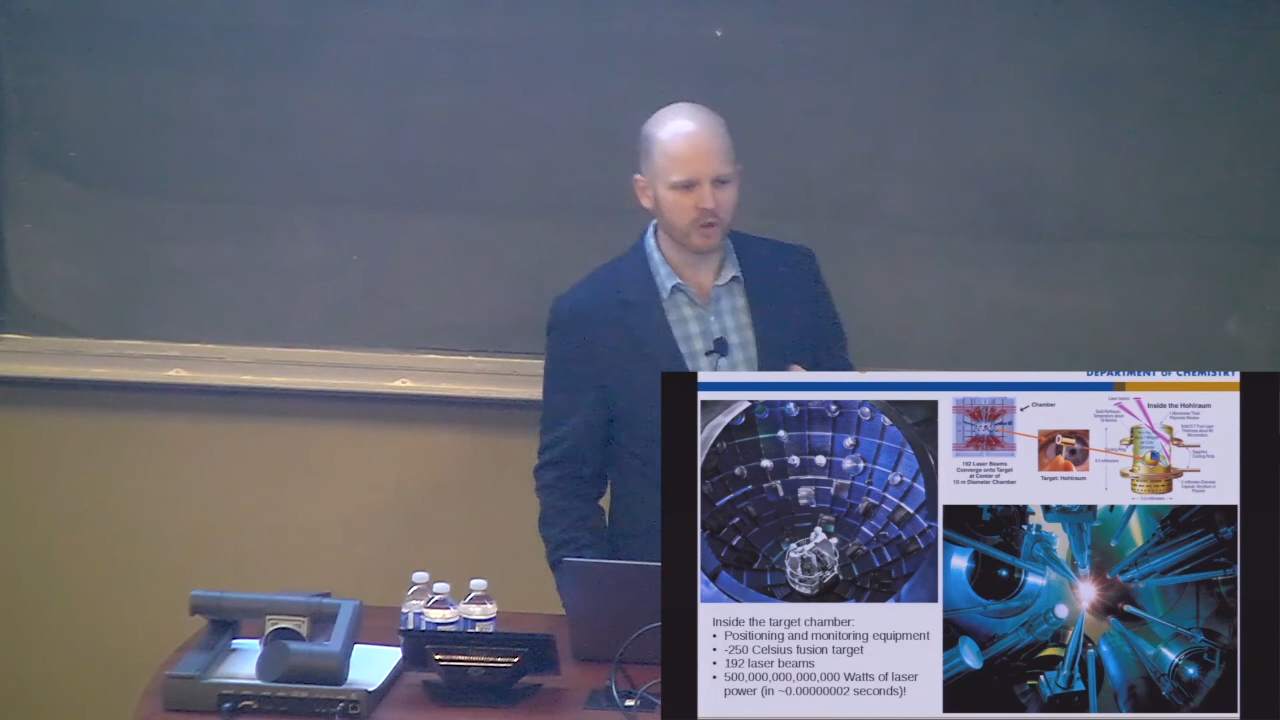 DEPARTMENT OF CHEMISTRY
Chamber
192 Laser Beams
Converge onto Target
at Center of
10 m Diameter Chamber
Target: Hohlraum
Laser beams
Inside the Hohlraum
Inside the target chamber:
• Positioning and monitoring equipment
• -250 Celsius fusion target
• 192 laser beams
• 500,000,000,000,000 Watts of laser
power (in ~0.00000002 seconds)!